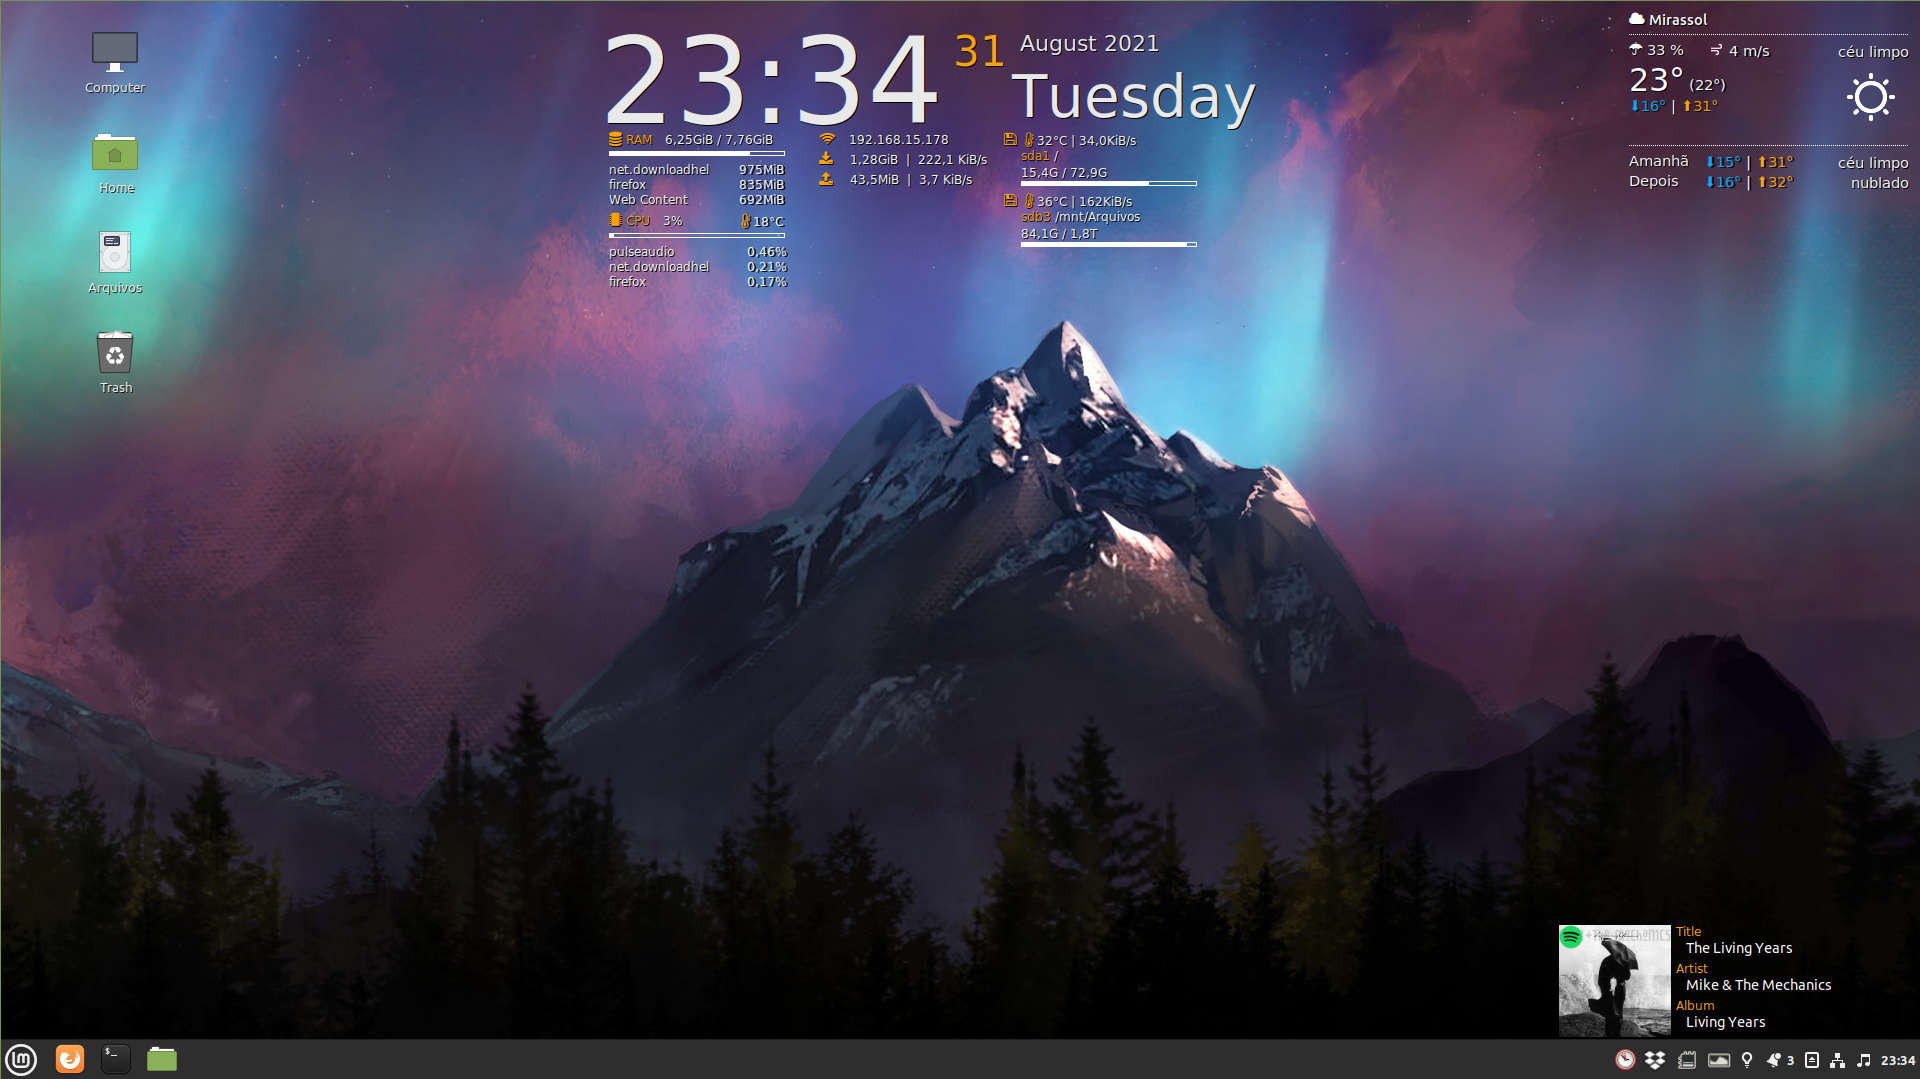 Computer
Home
Arquivos
Trash
23:34
31
August 2021
Tuesday
RAM 6,25GiB / 7,76GiB
net.downloadhel 975MiB
firefox 835MiB
Web Content 692MiB
CPU 3% 18°C
pulseaudio 0,46%
net.downloadhel 0,21%
firefox 0,17%
192.168.15.178
1,28GiB | 222,1 KiB/s
43,5MiB | 3,7 KiB/s
32°C | 34,0KiB/s
sda1 /
15,4G / 72,9G
36°C | 162KiB/s
sdb3 /mnt/Arquivos
84,1G / 1,8T
Mirassol
33 % 4 m/s céu limpo
23° (22°)
16° | 31°
Amanhã 15° | 31° céu limpo
Depois 16° | 32° nublado
Title
The Living Years
Artist
Mike & The Mechanics
Album
Living Years
$_
lm
3
23:34